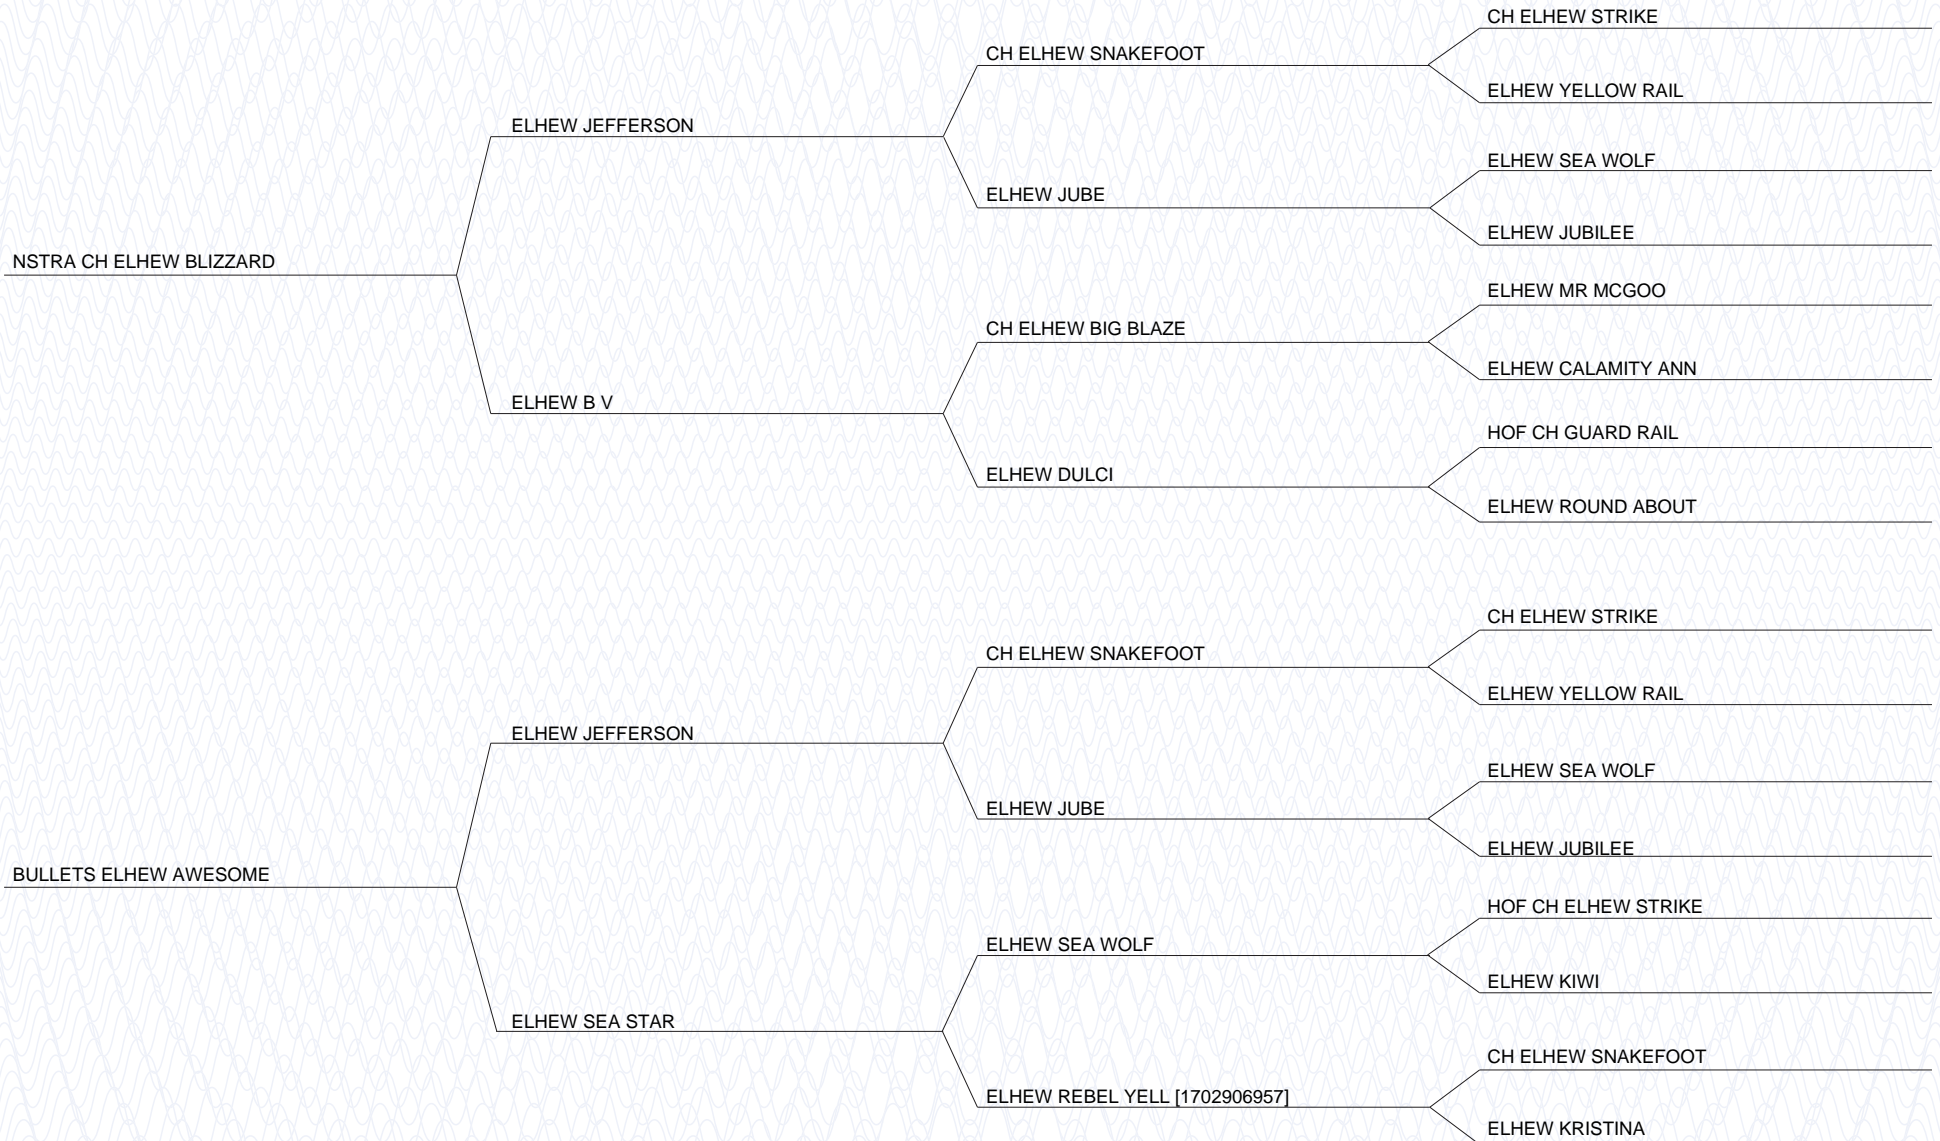 CH ELHEW STRIKE
CH ELHEW SNAKEFOOT
ELHEW YELLOW RAIL
ELHEW JEFFERSON
ELHEW SEA WOLF
ELHEW JUBE
ELHEW JUBILEE
NSTRA CH ELHEW BLIZZARD
ELHEW MR MCGOO
CH ELHEW BIG BLAZE
ELHEW CALAMITY ANN
ELHEW B V
HOF CH GUARD RAIL
ELHEW DULCI
ELHEW ROUND ABOUT
CH ELHEW STRIKE
CH ELHEW SNAKEFOOT
ELHEW YELLOW RAIL
ELHEW JEFFERSON
ELHEW SEA WOLF
ELHEW JUBE
ELHEW JUBILEE
BULLETS ELHEW AWESOME
HOF CH ELHEW STRIKE
ELHEW SEA WOLF
ELHEW KIWI
ELHEW SEA STAR
CH ELHEW SNAKEFOOT
ELHEW REBEL YELL [1702906957]
ELHEW KRISTINA